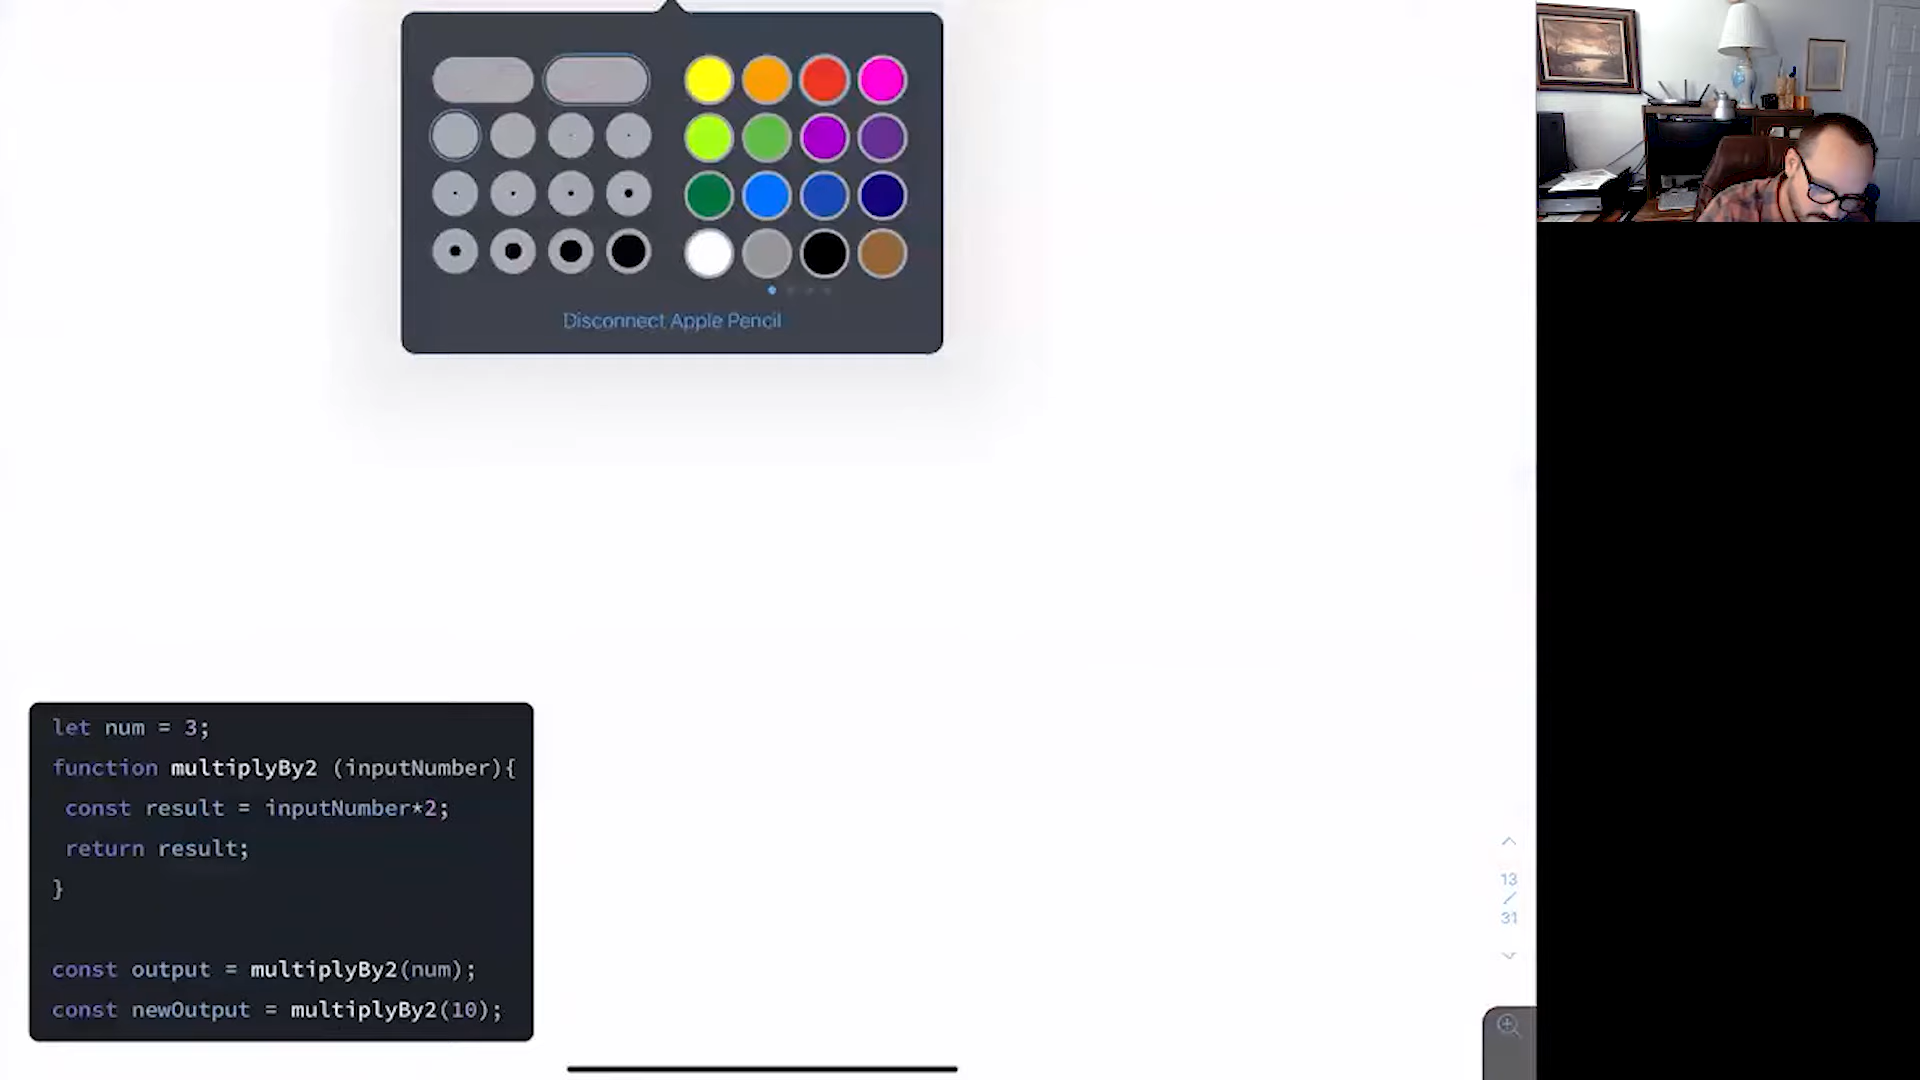 Disconnect Apple Pencil
let num = 3;
function multiplyBy2 (inputNumber){
const result = inputNumber*2;
return result;
}
const output = multiplyBy2(num);
const newOutput = multiplyBy2(10);
13
/
31